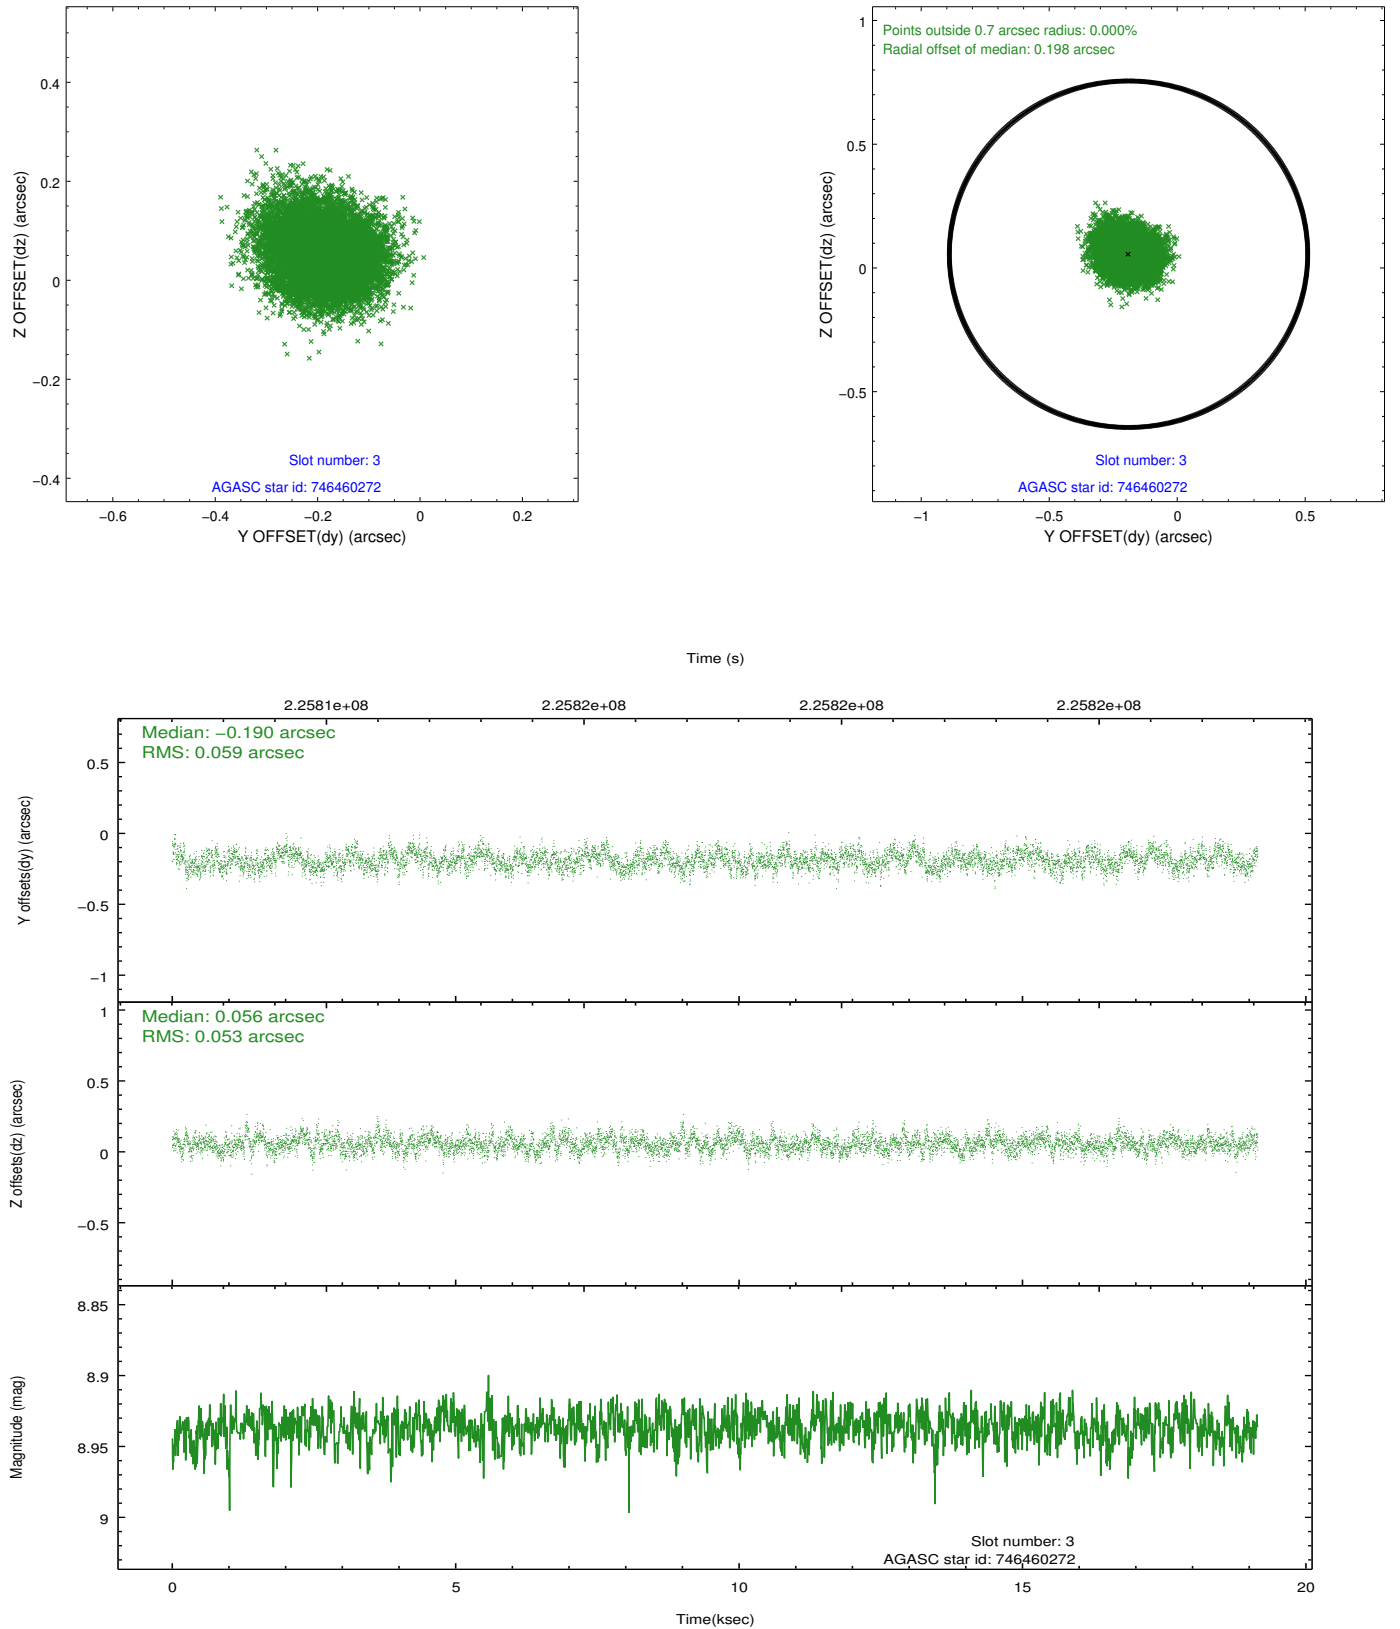 0.4
0.2
0
−0.2
−0.4
Z OFFSET(dz) (arcsec)
Slot number: 3
AGASC star id: 746460272
−0.6 −0.4 −0.2 0 0.2
Y OFFSET(dy) (arcsec)
Points outside 0.7 arcsec radius: 0.000%
Radial offset of median: 0.198 arcsec
1
0.5
0
−0.5
Z OFFSET(dz) (arcsec)
Slot number: 3
AGASC star id: 746460272
−1 −0.5 0 0.5
Y OFFSET(dy) (arcsec)
Time (s)
2.2581e+08 2.2582e+08 2.2582e+08 2.2582e+08
Median: −0.190 arcsec
RMS: 0.059 arcsec
0.5
0
−0.5
−1
Y offsets(dy) (arcsec)
Median: 0.056 arcsec
RMS: 0.053 arcsec
1
0.5
0
−0.5
Z offsets(dz) (arcsec)
8.85
8.9
8.95
9
Magnitude (mag)
Slot number: 3
AGASC star id: 746460272
0 5 10 15 20
Time(ksec)